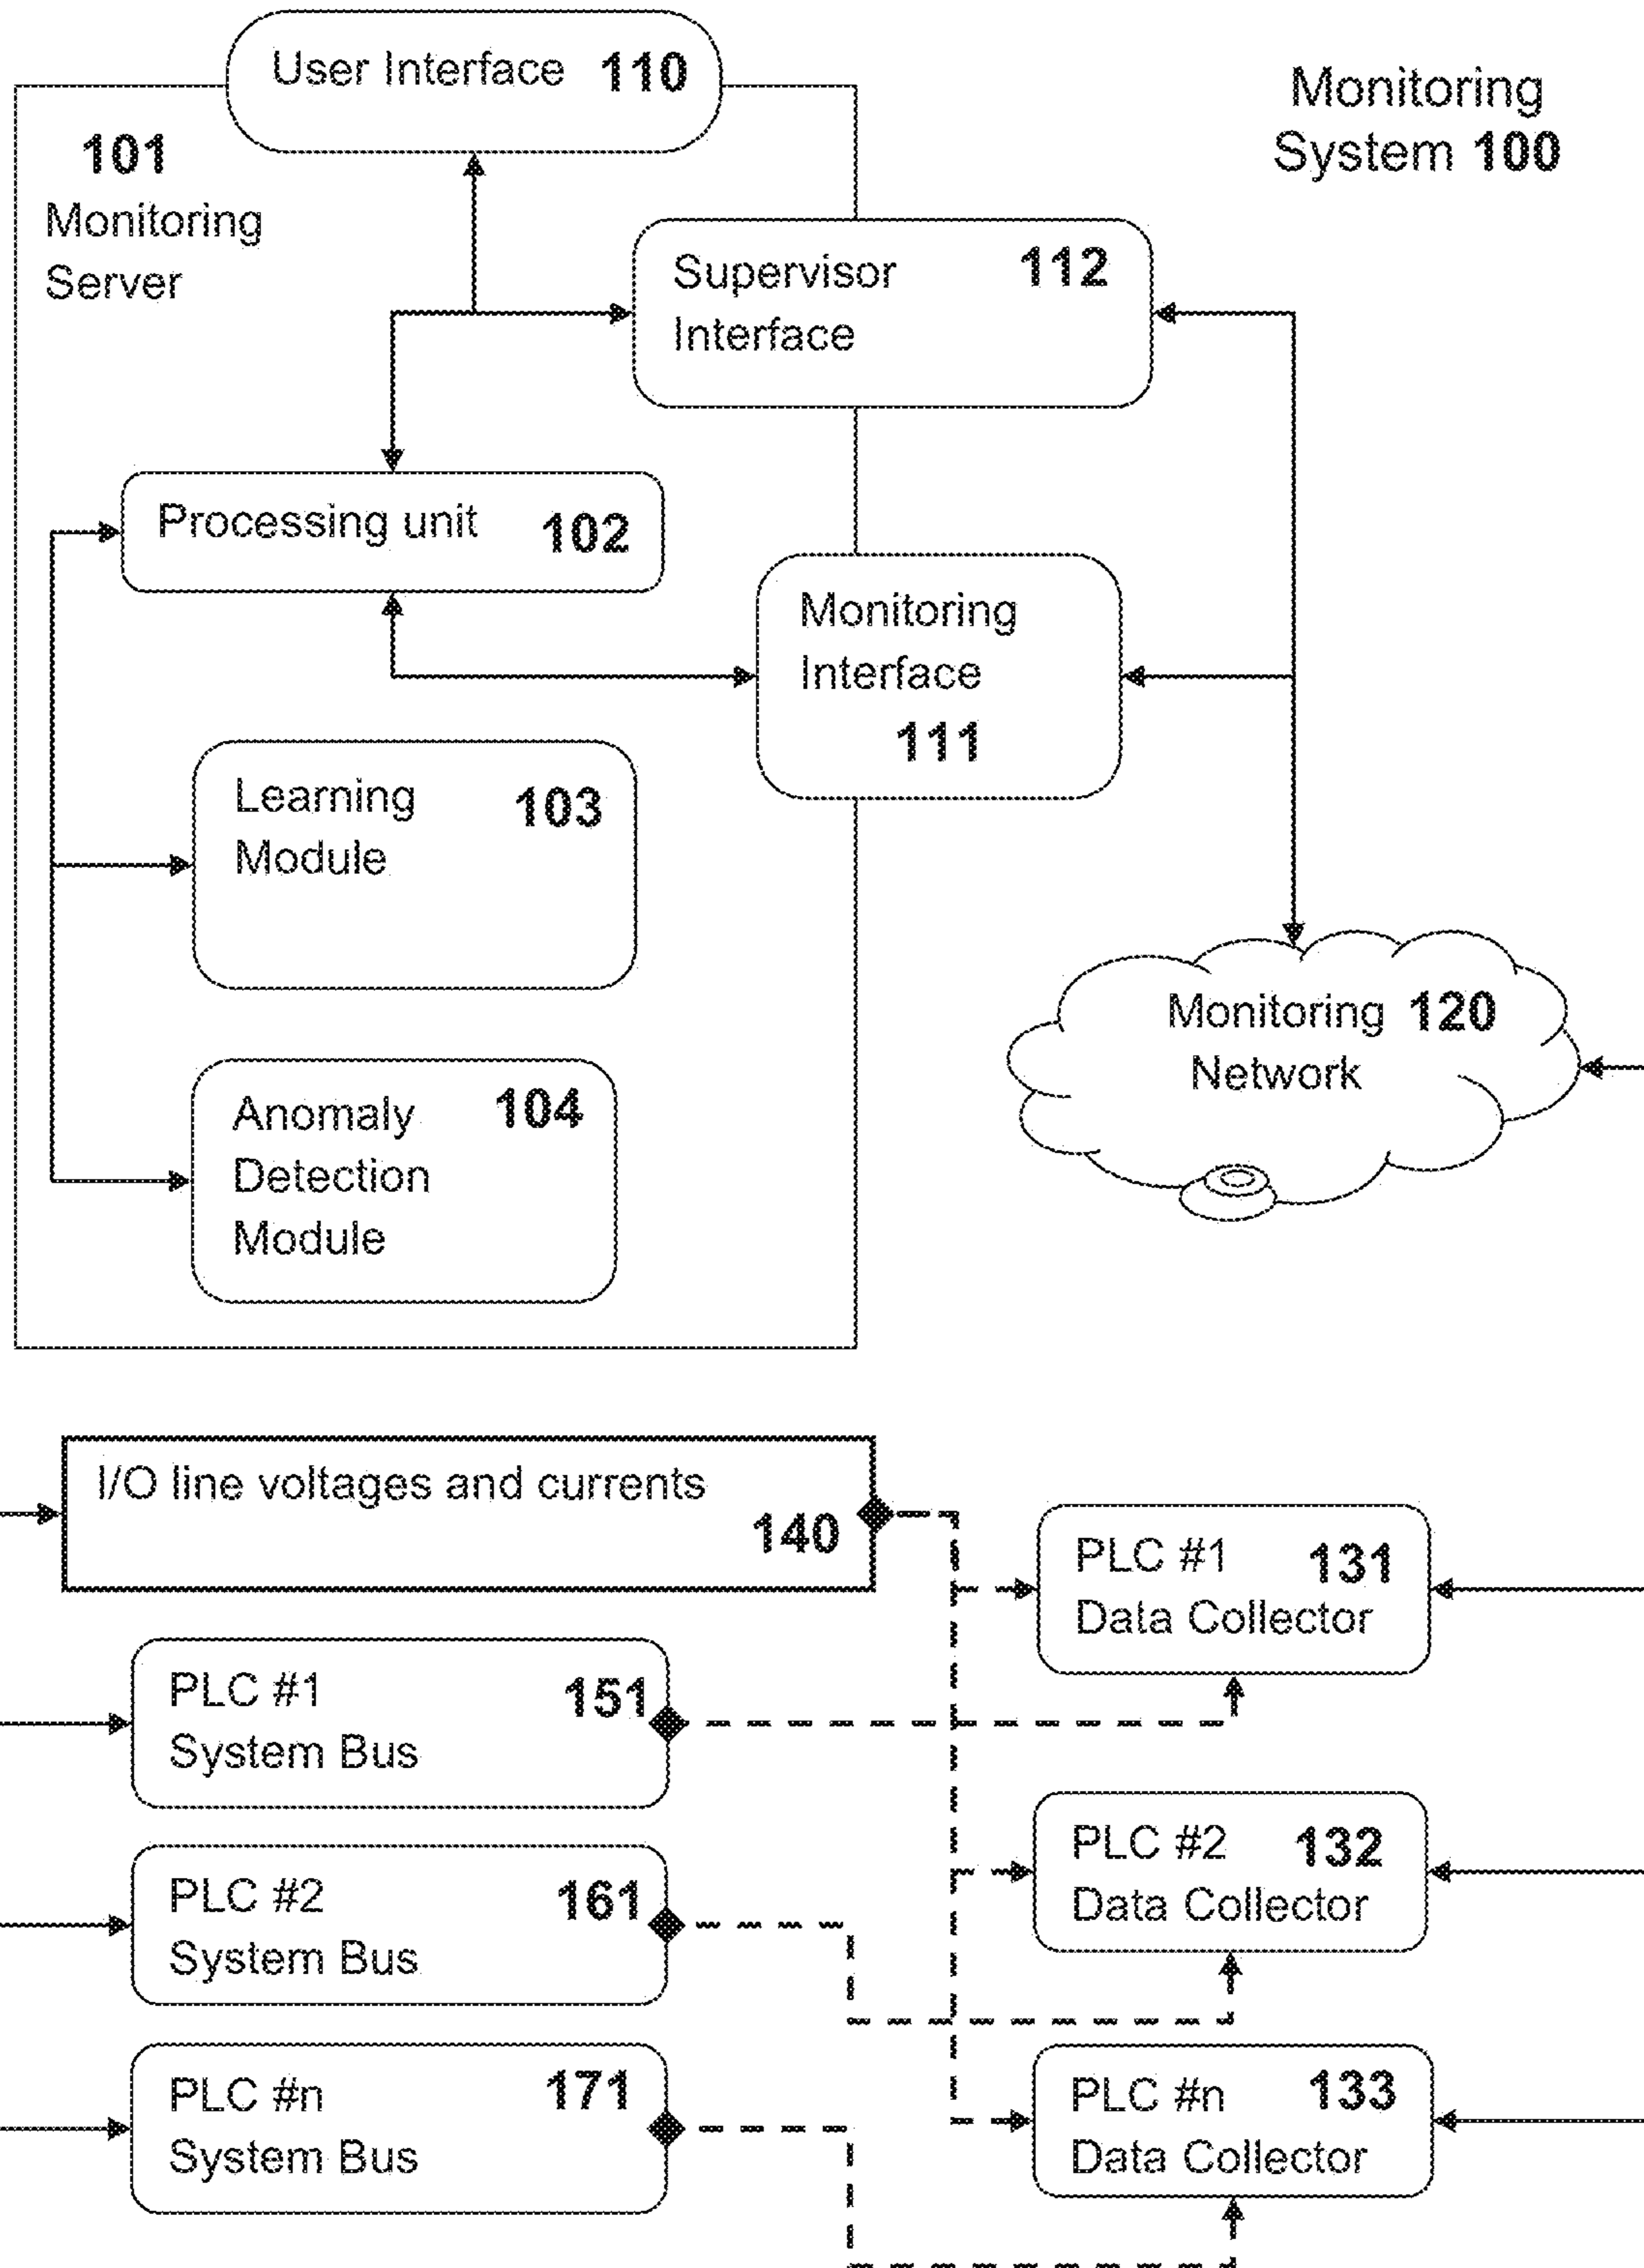 User Interface 110
Monitoring
System 100
101
Monitoring
Server
Supervisor 112
Interface
Processing unit 102
Monitoring
Interface
111
Learning 103
Module
Monitoring 120
Network
Anomaly 104
Detection
Module
I/O line voltages and currents
140
PLC #1 131
Data Collector
PLC #1 151
System Bus
PLC #2 132
Data Collector
PLC #2 161
System Bus
PLC #n 171
System Bus
PLC #n 133
Data Collector